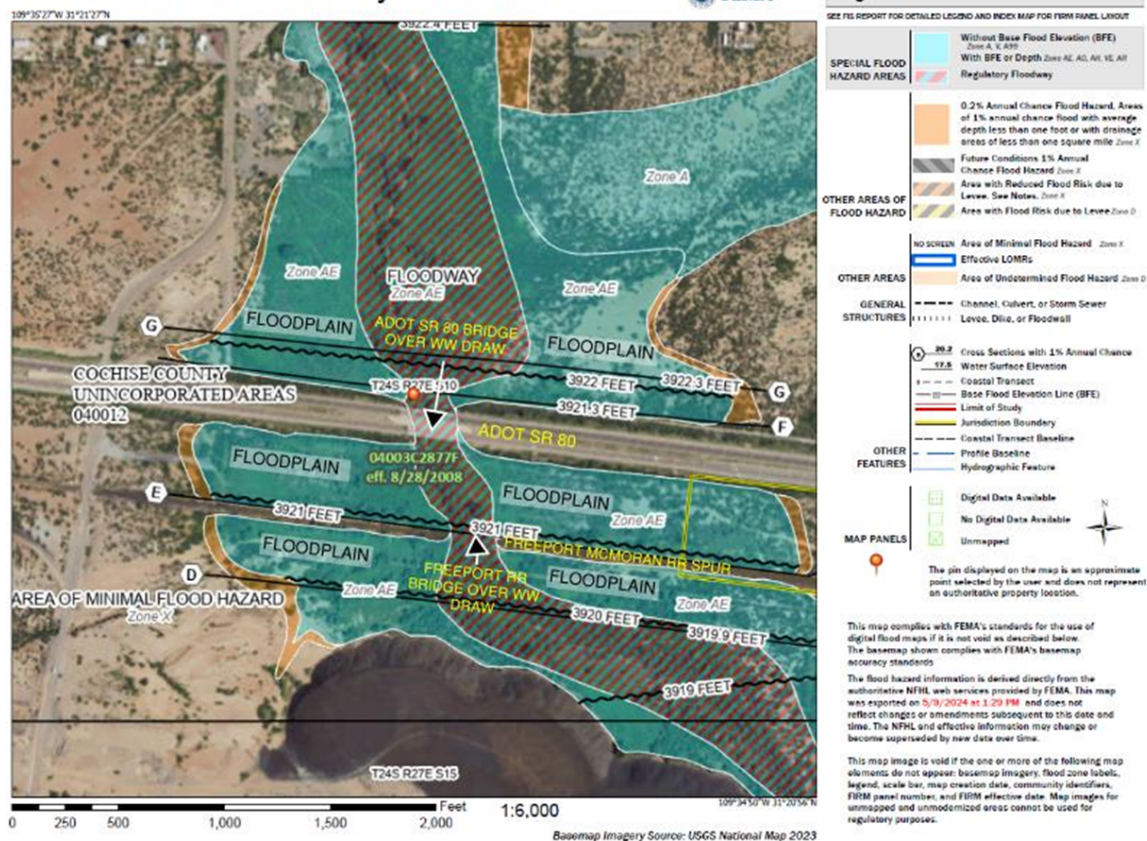 109°35'27"W 31°21'27"N
3922.4 FEET
Zone A
Zone AE
FLOODWAY
Zone AE
Zone AE
G
FLOODPLAIN
ADOT SR 80 BRIDGE
OVER WW DRAW
FLOODPLAIN
COCHISE COUNTY
UNINCORPORATED AREAS
040012
T24S R27E S10
3922 FEET
3922.3 FEET
G
3921.3 FEET
F
ADOT SR 80
FLOODPLAIN
04003C2877F
eff. 8/28/2008
E
FLOODPLAIN
Zone AE
3921 FEET
3921 FEET
FLOODPLAIN
FREEPORT MCMORAN RR SPUR
D
FREEPORT RR
BRIDGE OVER WW
DRAW
FLOODPLAIN
AREA OF MINIMAL FLOOD HAZARD
Zone X
Zone AE
Zone AE
3920 FEET
3919.9 FEET
3919 FEET
T24S R27E S15
Feet
1:6,000
109°34'50"W 31°20'56"N
0 250 500 1,000 1,500 2,000
Basemap Imagery Source: USGS National Map 2023
SEE FIS REPORT FOR DETAILED LEGEND AND INDEX MAP FOR FIRM PANEL LAYOUT
SPECIAL FLOOD
HAZARD AREAS
Without Base Flood Elevation (BFE)
Zone A, V, A99
With BFE or Depth Zone AE, AO, AH, VE, AR
Regulatory Floodway
0.2% Annual Chance Flood Hazard, Areas
of 1% annual chance flood with average
depth less than one foot or with drainage
areas of less than one square mile Zone X
Future Conditions 1% Annual
Chance Flood Hazard Zone X
OTHER AREAS OF
FLOOD HAZARD
Area with Reduced Flood Risk due to
Levee. See Notes. Zone X
Area with Flood Risk due to Levee Zone D
NO SCREEN Area of Minimal Flood Hazard Zone X
Effective LOMRs
OTHER AREAS
Area of Undetermined Flood Hazard Zone D
GENERAL
STRUCTURES
Channel, Culvert, or Storm Sewer
Levee, Dike, or Floodwall
20.2 Cross Sections with 1% Annual Chance
17.5 Water Surface Elevation
Coastal Transect
Base Flood Elevation Line (BFE)
Limit of Study
Jurisdiction Boundary
Coastal Transect Baseline
OTHER
FEATURES
Profile Baseline
Hydrographic Feature
Digital Data Available
No Digital Data Available
Unmapped
MAP PANELS
N
The pin displayed on the map is an approximate
point selected by the user and does not represent
an authoritative property location.
This map complies with FEMA's standards for the use of
digital flood maps if it is not void as described below.
The basemap shown complies with FEMA's basemap
accuracy standards
The flood hazard information is derived directly from the
authoritative NFHL web services provided by FEMA. This map
was exported on 5/9/2024 at 1:29 PM and does not
reflect changes or amendments subsequent to this date and
time. The NFHL and effective information may change or
become superseded by new data over time.
This map image is void if the one or more of the following map
elements do not appear: basemap imagery, flood zone labels,
legend, scale bar, map creation date, community identifiers,
FIRM panel number, and FIRM effective date. Map images for
unmapped and unmodernized areas cannot be used for
regulatory purposes.